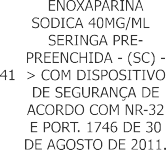 ENOXAPARINA
SODICA 40MG/ML
SERINGA PRE-
PREENCHIDA - (SC) -
41 > COM DISPOSITIVO
DE SEGURANÇA DE
ACORDO COM NR-32
E PORT. 1746 DE 30
DE AGOSTO DE 2011.